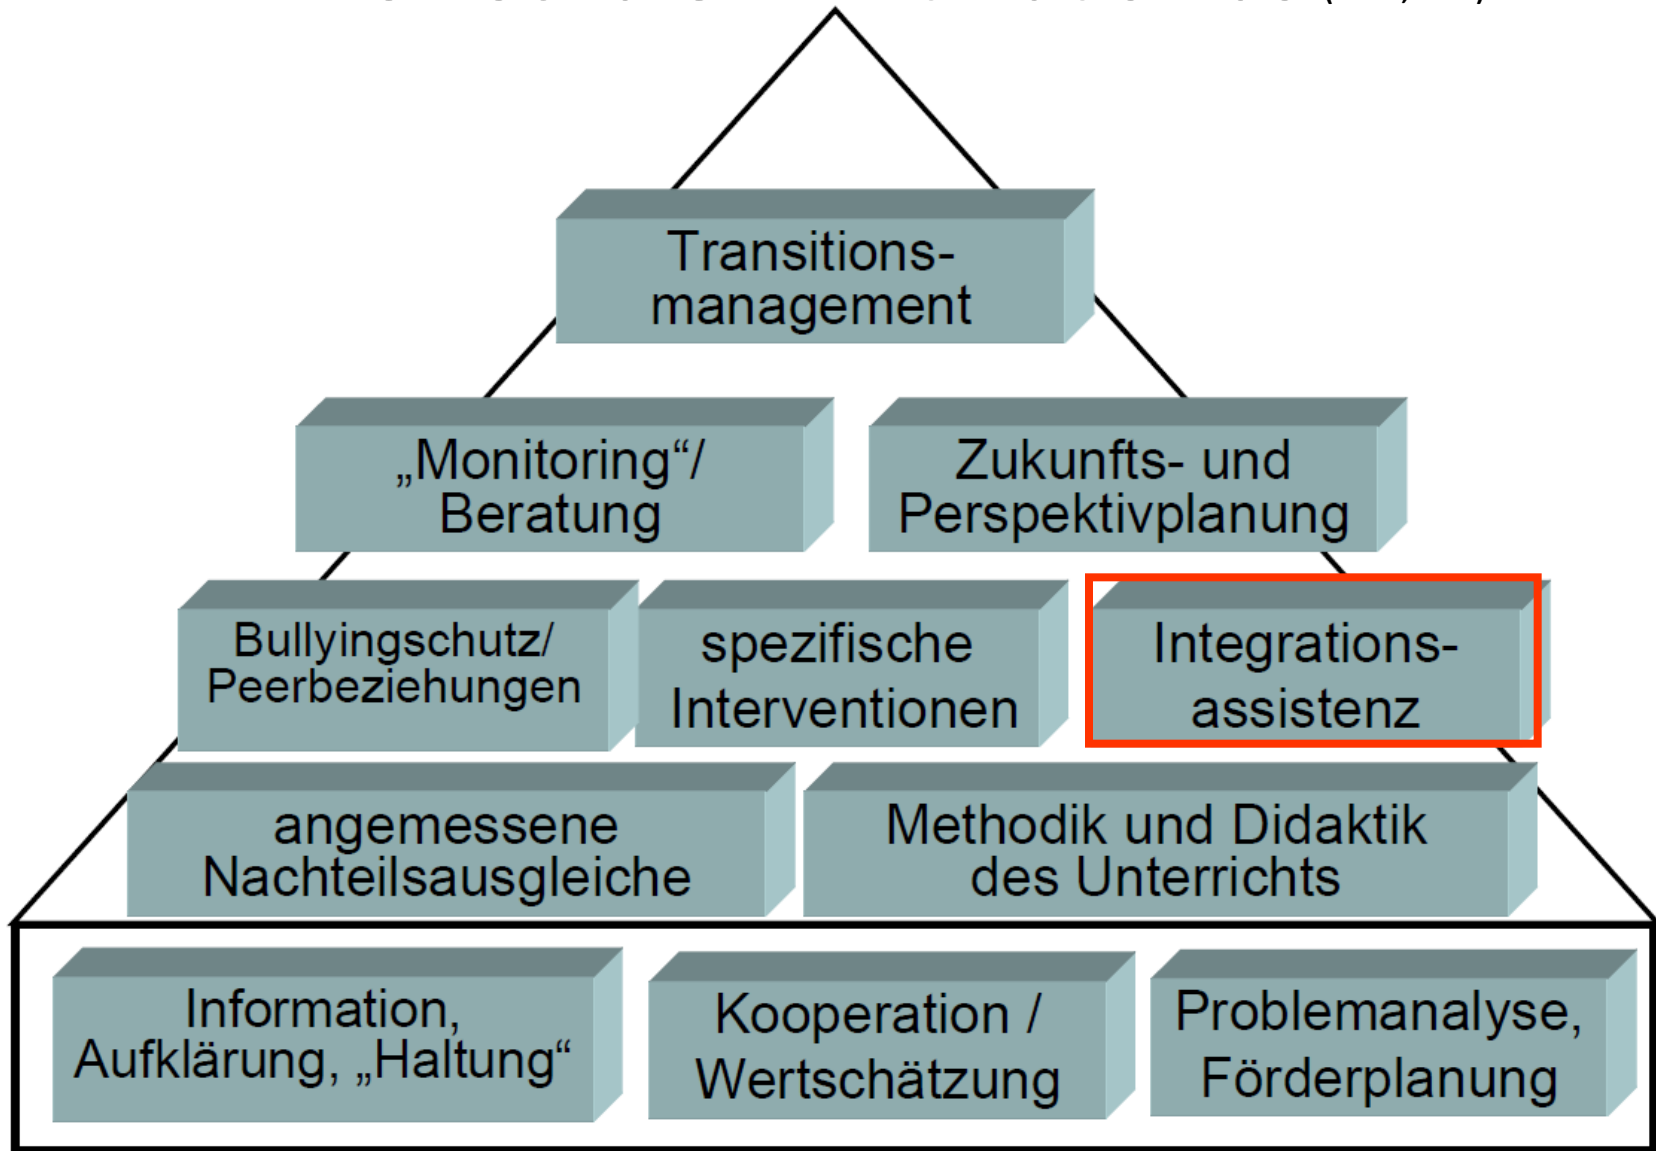 Transitions-
management
„Monitoring“/
Beratung
Zukunfts- und
Perspektivplanung
Bullyingschutz/
Peerbeziehungen
spezifische
Interventionen
Integrations-
assistenz
angemessene
Nachteilsausgleiche
Methodik und Didaktik
des Unterrichts
Information,
Aufklärung, „Haltung“
Kooperation /
Wertschätzung
Problemanalyse,
Förderplanung